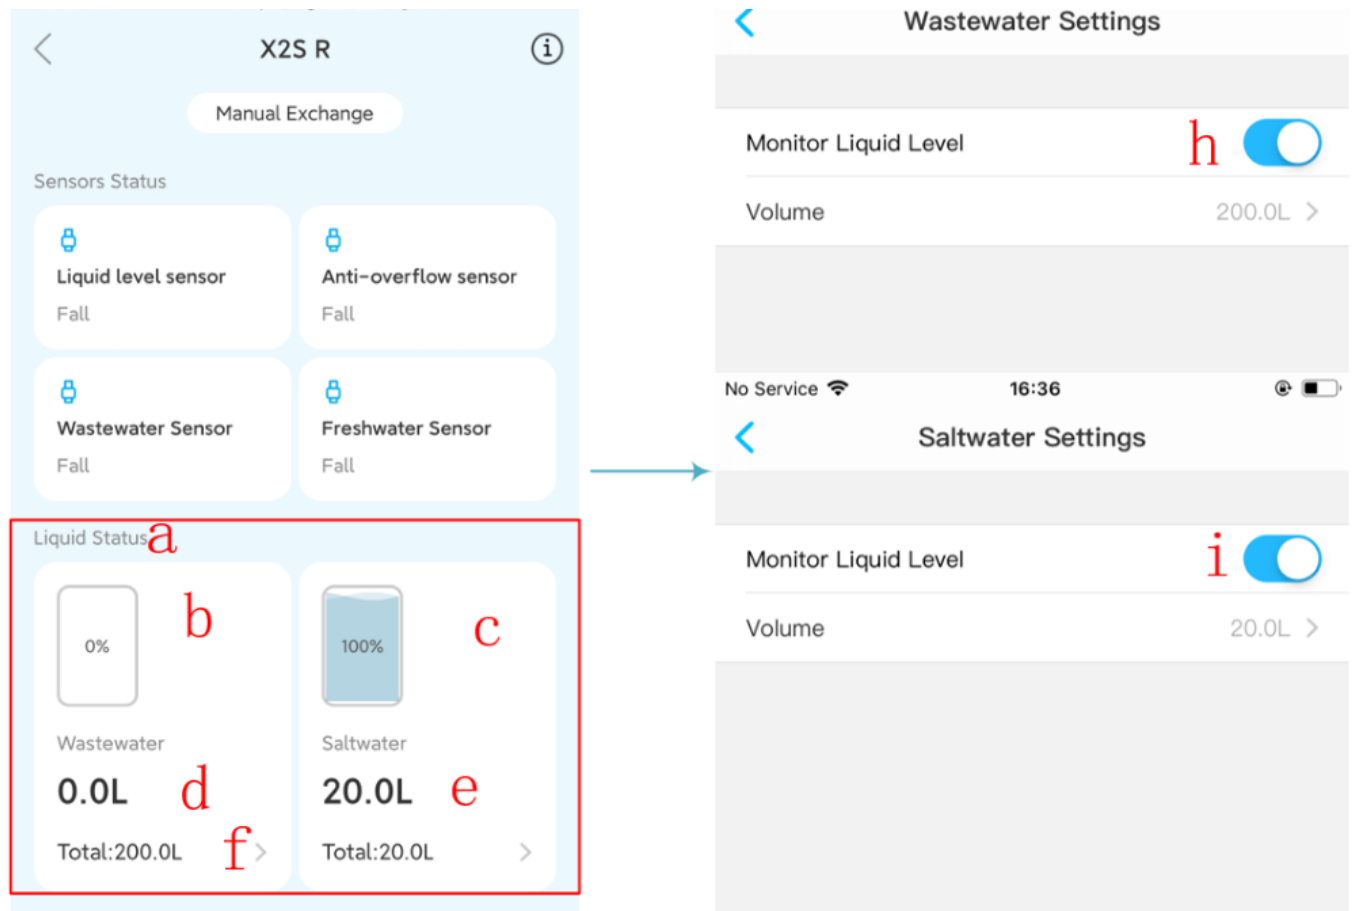 X2S R
Manual Exchange
Sensors Status
Liquid level sensor
Fall
Anti-overflow sensor
Fall
Wastewater Sensor
Fall
Freshwater Sensor
Fall
Liquid Status a
0%
b
Wastewater
0.0L d
Total:200.0L f
100%
c
Saltwater
20.0L e
Total:20.0L
Wastewater Settings
Monitor Liquid Level h
Volume 200.0L
No Service 16:36
Saltwater Settings
Monitor Liquid Level i
Volume 20.0L